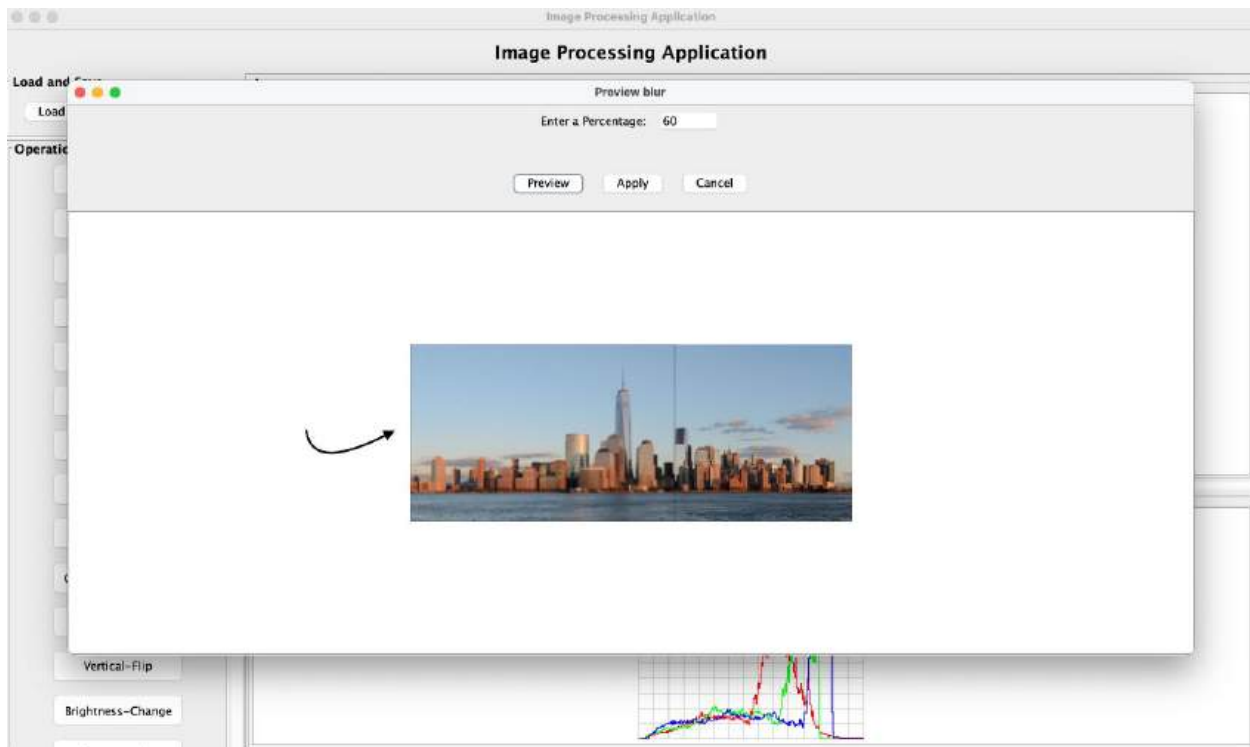 Image Processing Application
Image Processing Application
Load and Save
Load
Preview blur
Enter a Percentage: 60
Operatio
Preview Apply Cancel
Vertical-Flip
Brightness-Change